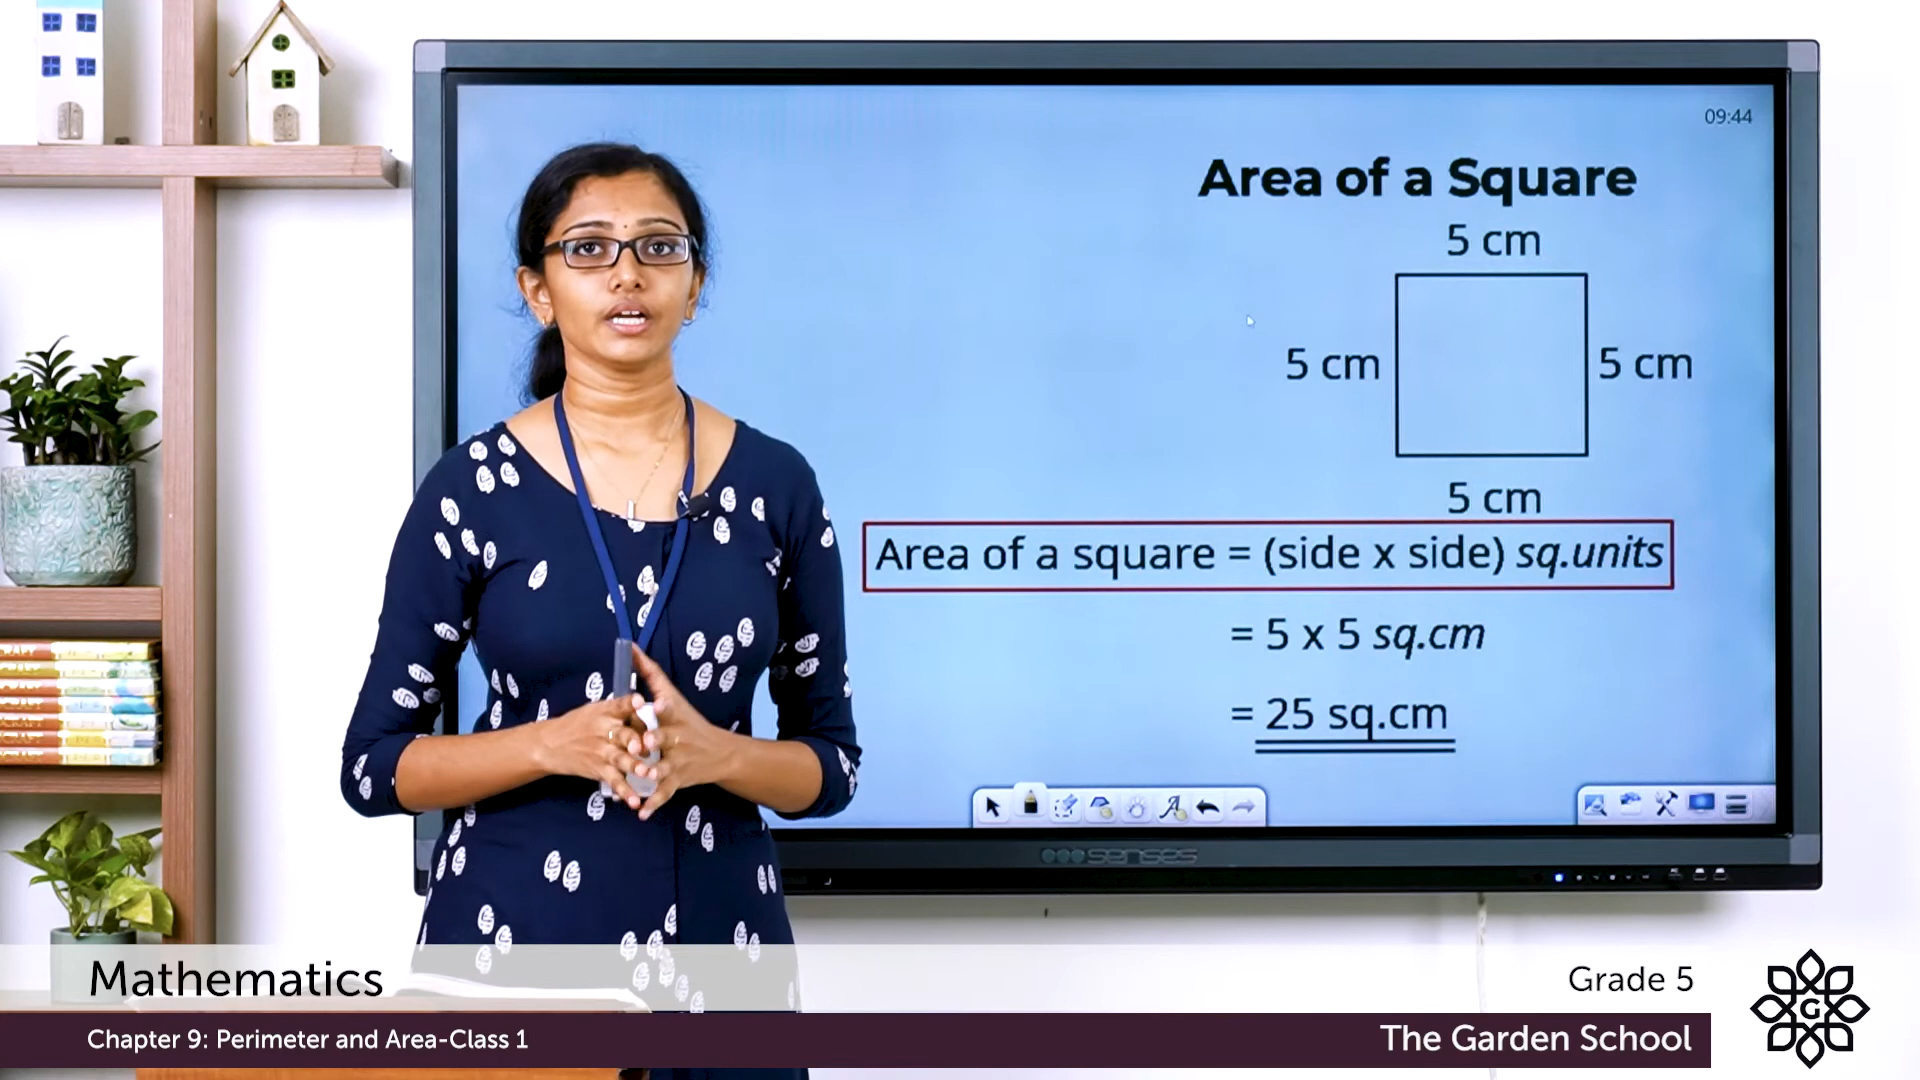 09:44
Area of a Square
5 cm
5 cm
5 cm
5 cm
Area of a square = (side x side) sq.units
= 5 x 5 sq.cm
= 25 sq.cm
senses
Mathematics
Grade 5
Chapter 9: Perimeter and Area-Class 1
The Garden School
G